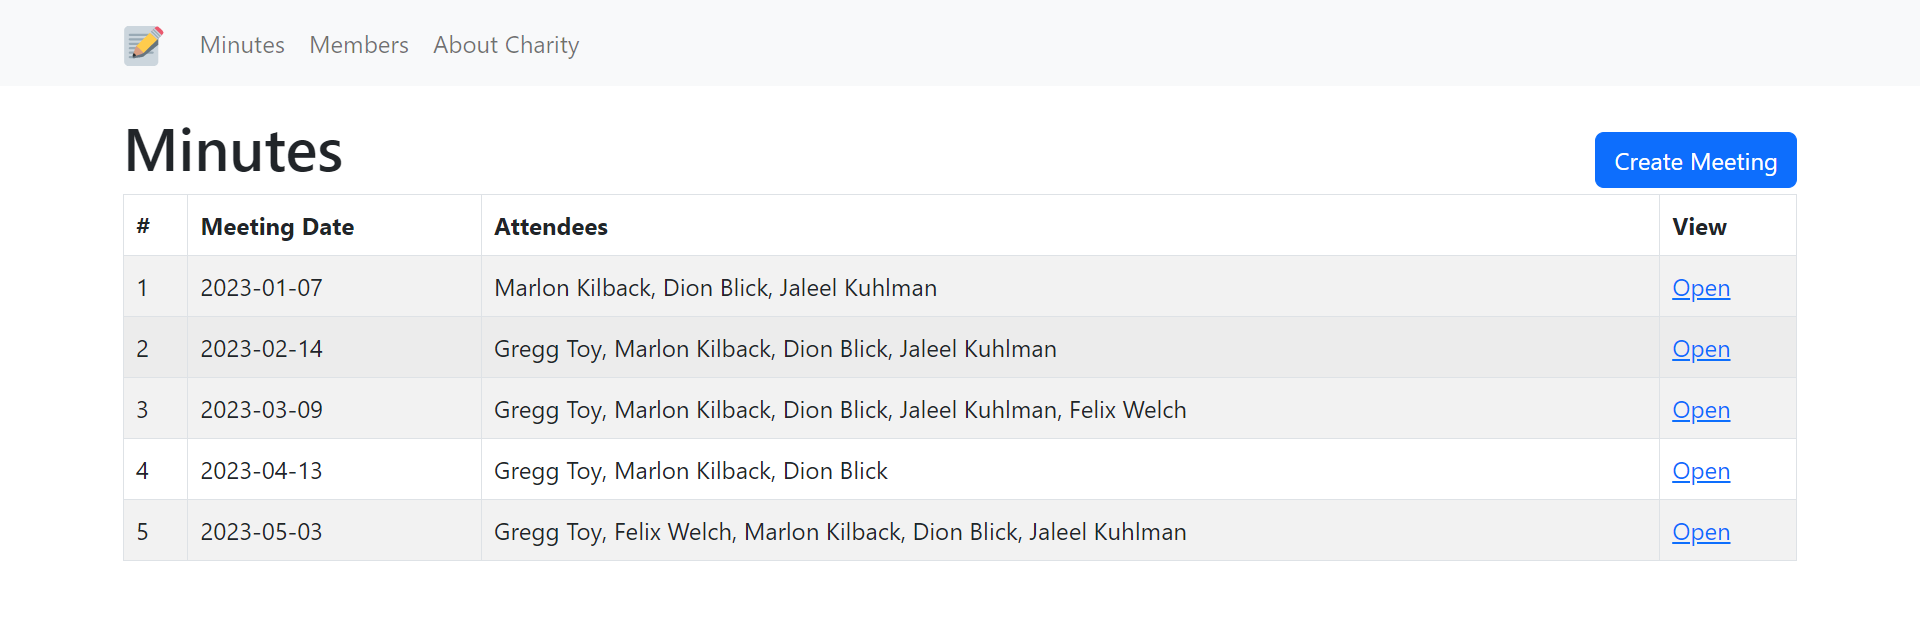 Minutes Members About Charity
Minutes
Create Meeting
# Meeting Date Attendees View
1 2023-01-07 Marlon Kilback, Dion Blick, Jaleel Kuhlman Open
2 2023-02-14 Gregg Toy, Marlon Kilback, Dion Blick, Jaleel Kuhlman Open
3 2023-03-09 Gregg Toy, Marlon Kilback, Dion Blick, Jaleel Kuhlman, Felix Welch Open
4 2023-04-13 Gregg Toy, Marlon Kilback, Dion Blick Open
5 2023-05-03 Gregg Toy, Felix Welch, Marlon Kilback, Dion Blick, Jaleel Kuhlman Open